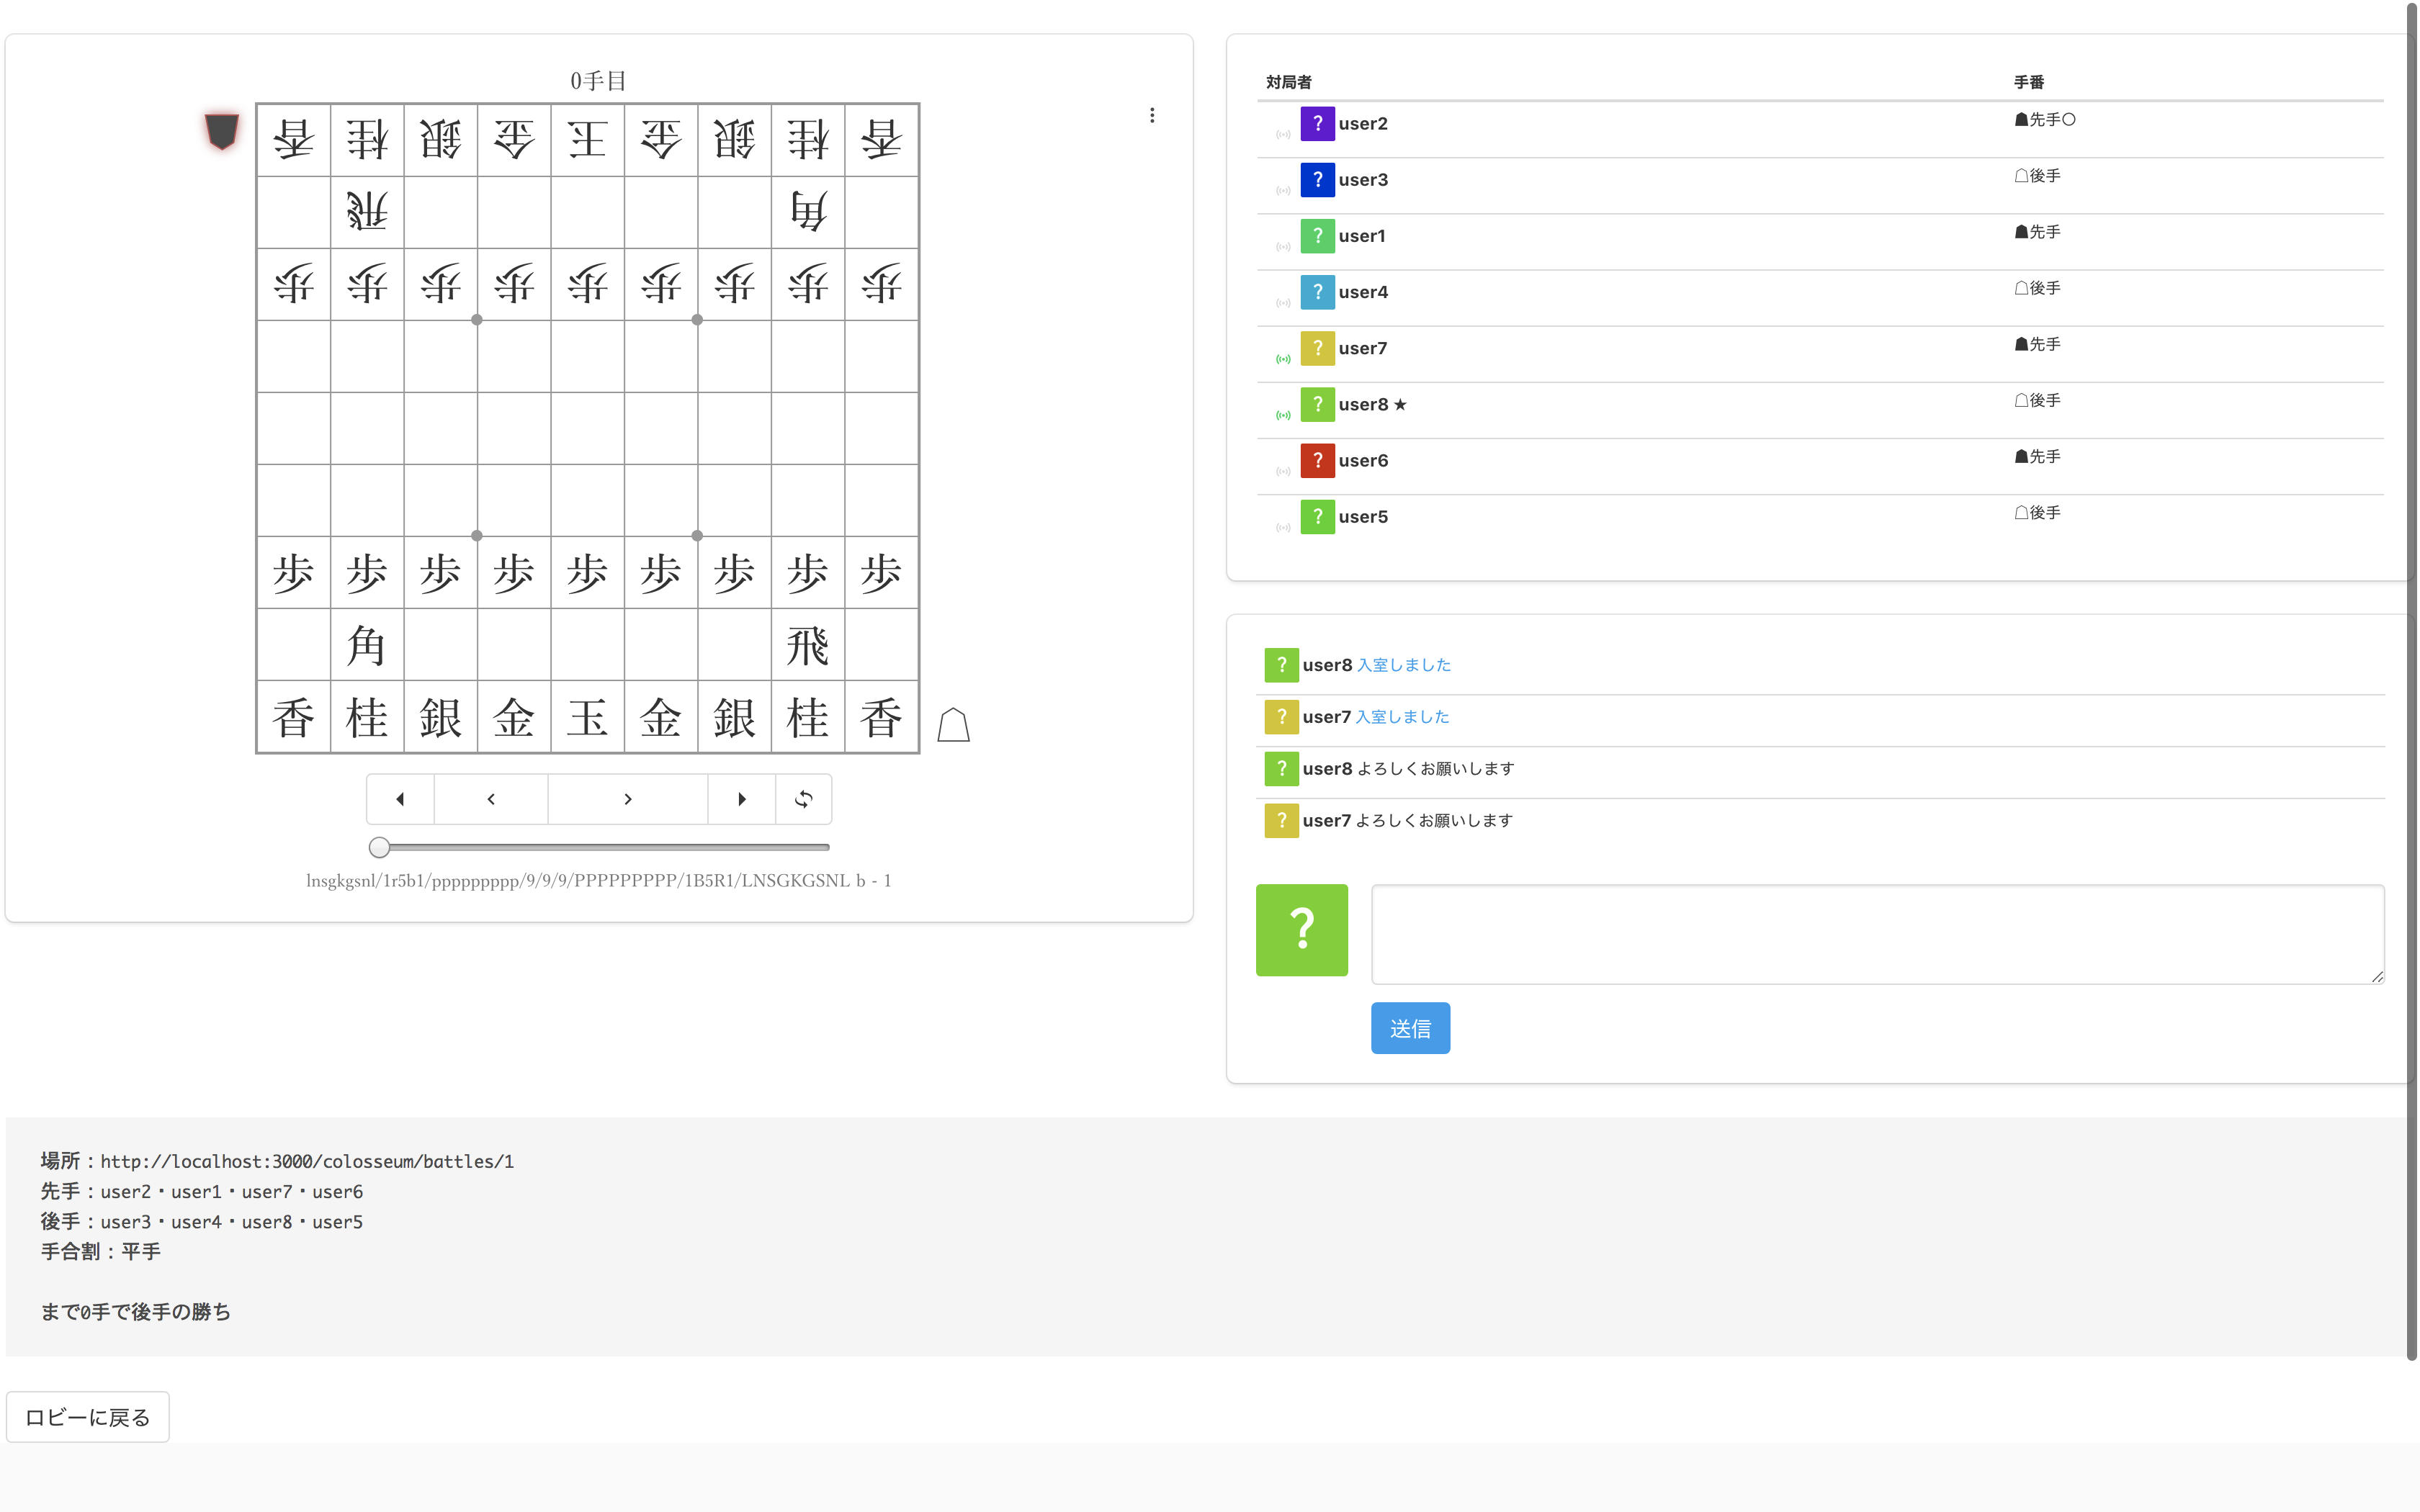 0手目
香桂銀金王金銀桂香
飛角
歩歩歩歩歩歩歩歩歩
歩歩歩歩歩歩歩歩歩
角飛
香桂銀金玉金銀桂香
lnsgkgsnl/1r5b1/ppppppppp/9/9/9/PPPPPPPPP/1B5R1/LNSGKGSNL b - 1
対局者 手番
? user2 ☗先手○
? user3 ☖後手
? user1 ☗先手
? user4 ☖後手
? user7 ☗先手
? user8 ★ ☖後手
? user6 ☗先手
? user5 ☖後手
? user8 入室しました
? user7 入室しました
? user8 よろしくお願いします
? user7 よろしくお願いします
?
送信
場所：http://localhost:3000/colosseum/battles/1
先手：user2・user1・user7・user6
後手：user3・user4・user8・user5
手合割：平手
まで0手で後手の勝ち
ロビーに戻る